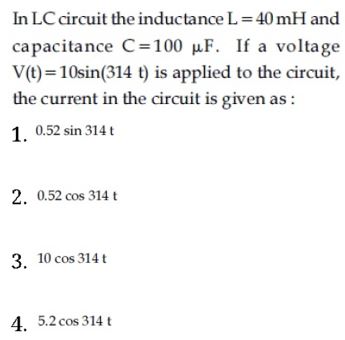 In LC circuit the inductance L = 40 mH and
capacitance C = 100 μF. If a voltage
V(t) = 10sin(314 t) is applied to the circuit,
the current in the circuit is given as :
1. 0.52 sin 314 t
2. 0.52 cos 314 t
3. 10 cos 314 t
4. 5.2 cos 314 t